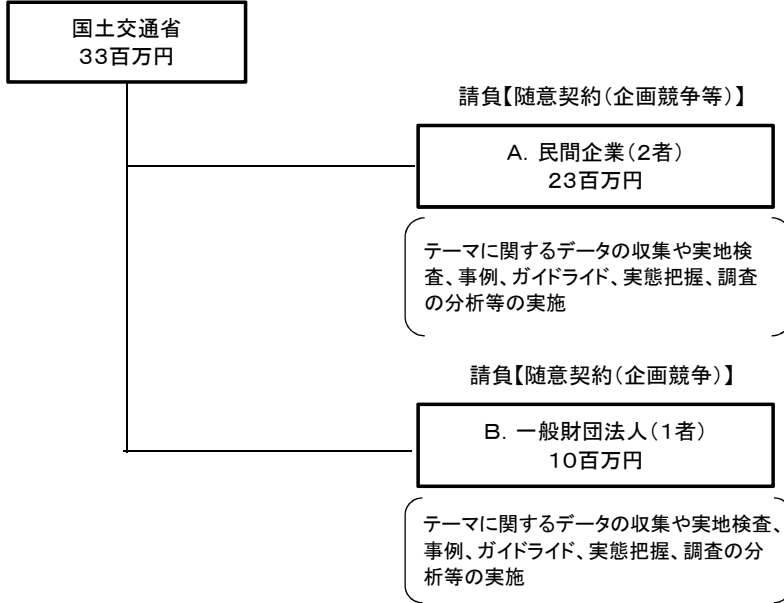 国土交通省
33百万円
請負【随意契約(企画競争等)】
A. 民間企業(2者)
23百万円
テーマに関するデータの収集や実地検
査、事例、ガイドライド、実態把握、調査
の分析等の実施
請負【随意契約(企画競争)】
B. 一般財団法人(1者)
10百万円
テーマに関するデータの収集や実地検査、
事例、ガイドライド、実態把握、調査の分
析等の実施